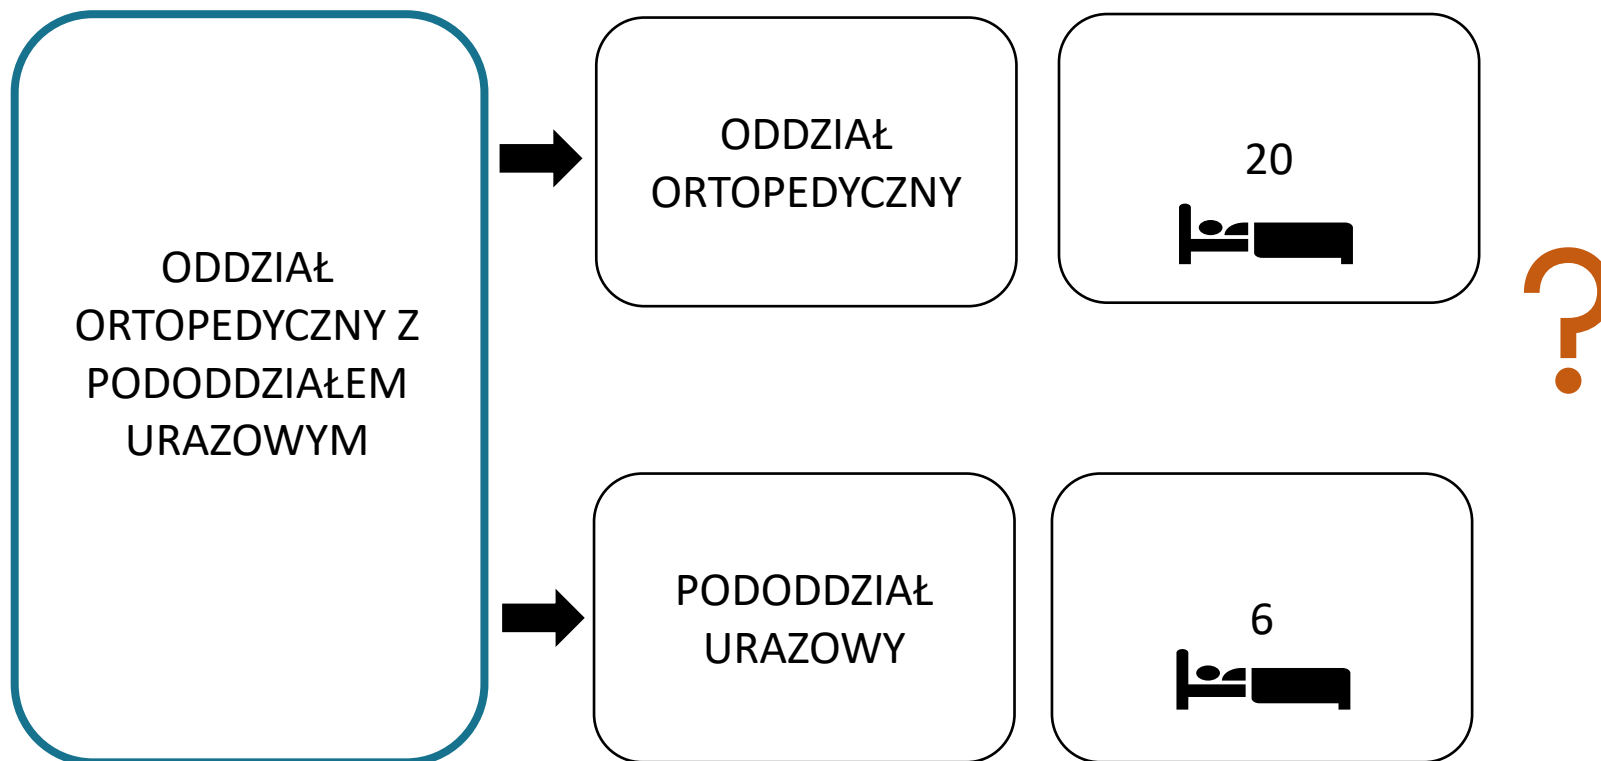 ODDZIAŁ
ORTOPEDYCZNY Z
PODODDZIAŁEM
URAZOWYM
ODDZIAŁ
ORTOPEDYCZNY
20
?
PODODDZIAŁ
URAZOWY
6